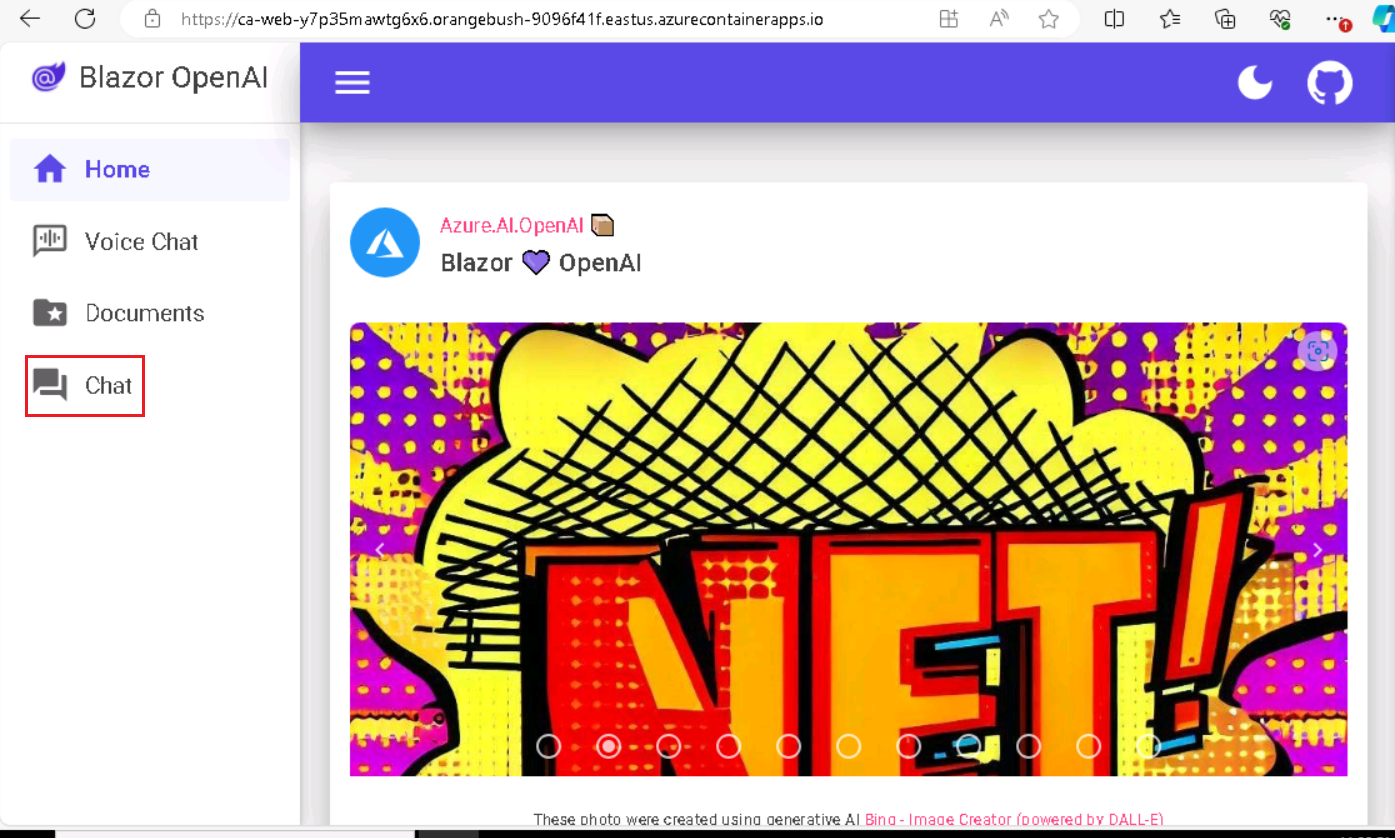 https://ca-web-y7p35mawtg6x6.orangebush-9096f41f.eastus.azurecontainerapps.io
Blazor OpenAI
Home
Voice Chat
Documents
Chat
Azure.AI.OpenAI
Blazor 💜 OpenAI
NET!
These photo were created using generative AI Bing - Image Creator (powered by DALL-E)